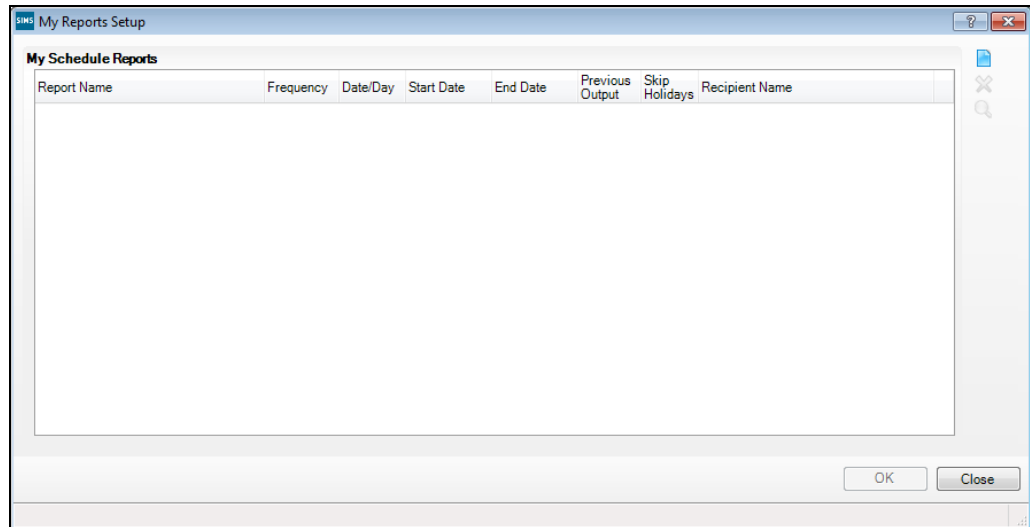 SIMS My Reports Setup ?
My Schedule Reports
Report Name Frequency Date/Day Start Date End Date Previous Output Skip Holidays Recipient Name
OK Close